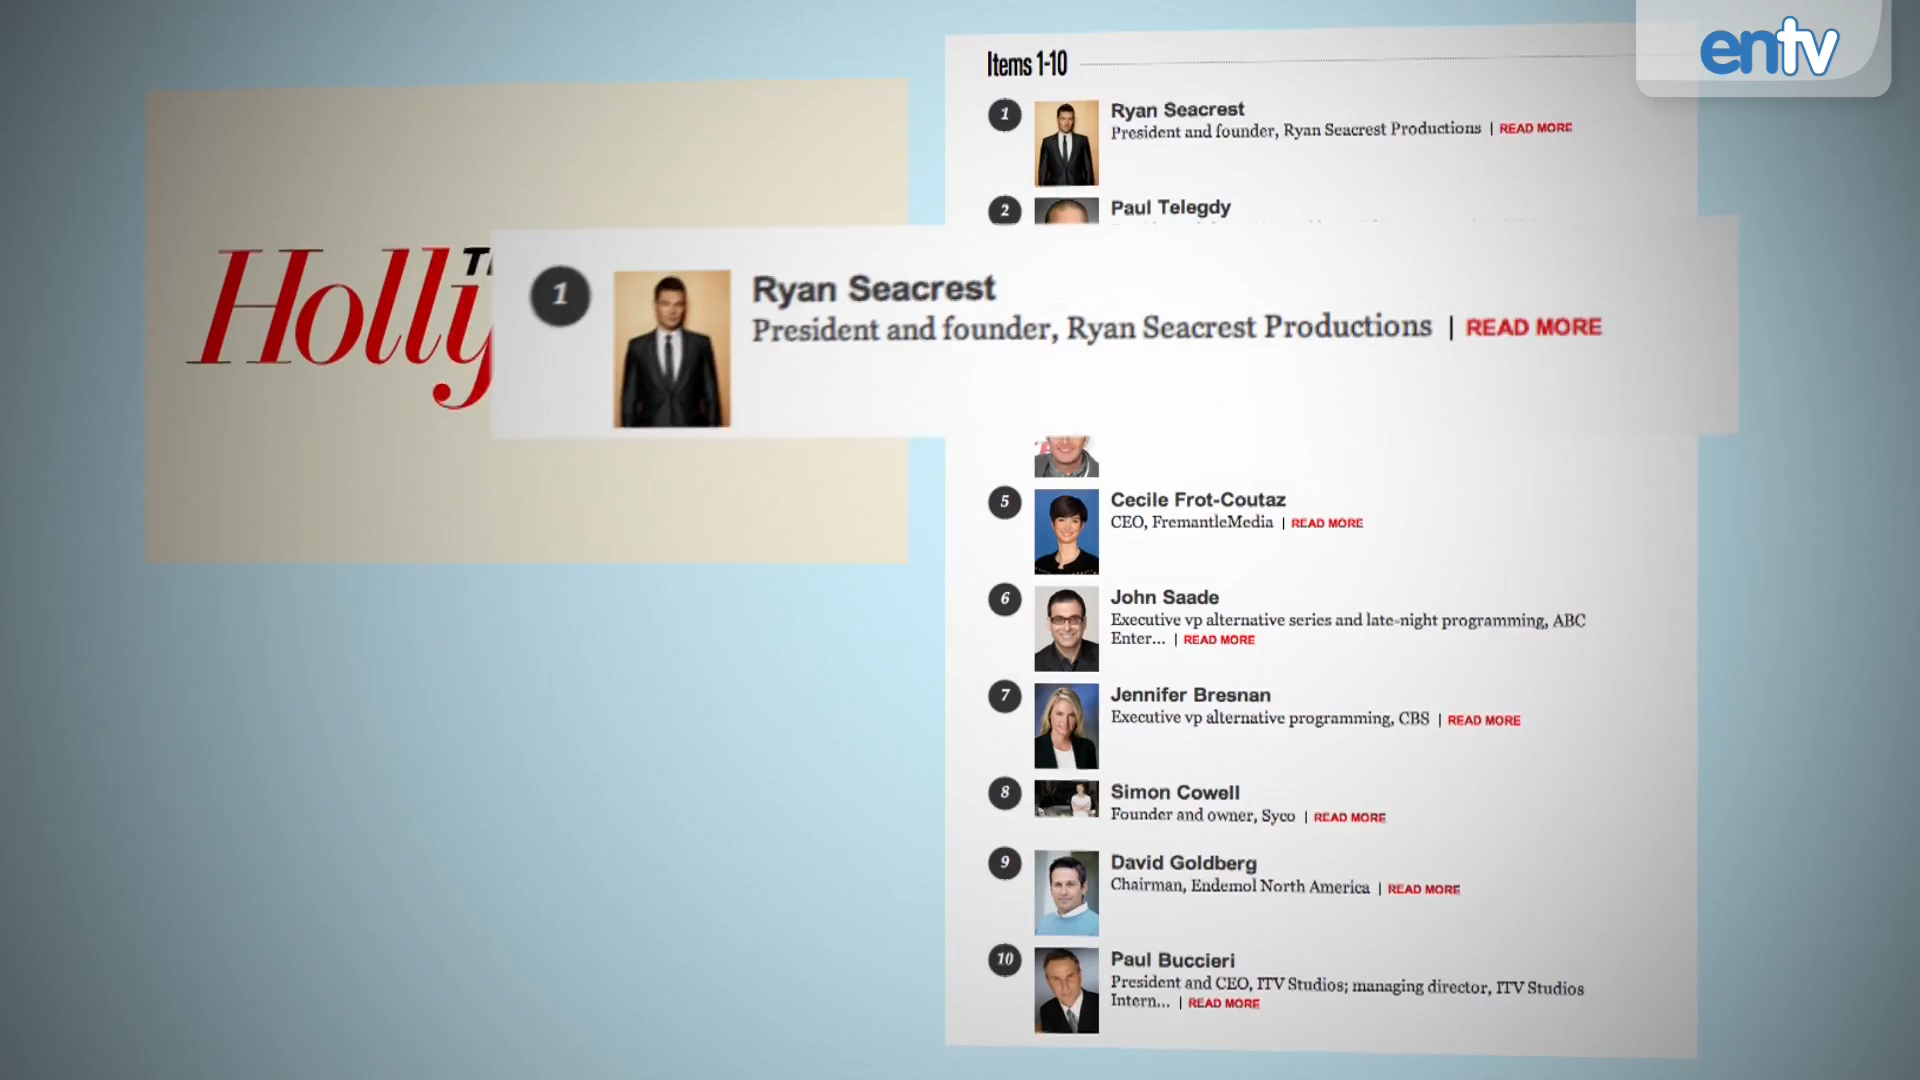 entv
Items 1-10
1
Ryan Seacrest
President and founder, Ryan Seacrest Productions | READ MORE
2
Paul Telegdy
Holly
1
Ryan Seacrest
President and founder, Ryan Seacrest Productions | READ MORE
5
Cecile Frot-Coutaz
CEO, FremantleMedia | READ MORE
6
John Saade
Executive vp alternative series and late-night programming, ABC
Enter... | READ MORE
7
Jennifer Bresnan
Executive vp alternative programming, CBS | READ MORE
8
Simon Cowell
Founder and owner, Syco | READ MORE
9
David Goldberg
Chairman, Endemol North America | READ MORE
10
Paul Buccieri
President and CEO, ITV Studios; managing director, ITV Studios
Intern... | READ MORE